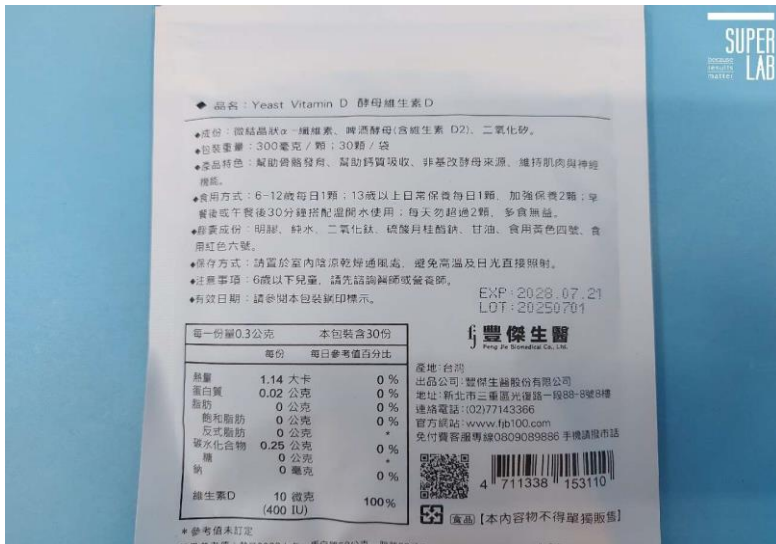 SUPER
LAB
because
results
matter
◆ 品名：Yeast Vitamin D 酵母維生素D
◆成份：微結晶狀α-纖維素、啤酒酵母(含維生素 D2)、二氧化矽。
◆包裝重量：300毫克/顆；30顆/袋
◆產品特色：幫助骨骼發育、幫助鈣質吸收、非基改酵母來源、維持肌肉與神經
機能。
◆食用方式：6-12歲每日1顆；13歲以上日常保養每日1顆，加強保養2顆；早
餐後或午餐後30分鐘搭配溫開水使用；每天勿超過2顆，多食無益。
◆膠囊成份：明膠、純水、二氧化鈦、硫酸月桂酯鈉、甘油、食用黃色四號、食
用紅色六號。
◆保存方式：請置於室內陰涼乾燥通風處，避免高溫及日光直接照射。
◆注意事項：6歲以下兒童，請先諮詢醫師或營養師。
◆有效日期：請參閱本包裝鋼印標示。
EXP:2028.07.21
LOT:20250701
豐傑生醫
Feng Jie Biomedical Co., Ltd.
每一份量0.3公克 本包裝含30份
每份 每日參考值百分比
熱量 1.14 大卡 0 %
蛋白質 0.02 公克 0 %
脂肪 0 公克 0 %
飽和脂肪 0 公克 0 %
反式脂肪 0 公克 *
碳水化合物 0.25 公克 0 %
糖 0 公克 *
鈉 0 毫克 0 %
維生素D 10 微克 100%
(400 IU)
*參考值未訂定
產地:台灣
出品公司:豐傑生醫股份有限公司
地址:新北市三重區光復路一段88-8號8樓
連絡電話:(02)77143366
官方網站:www.fjb100.com
免付費客服專線0809089886 手機請撥市話
4 711338 153110
食品【本內容物不得單獨販售】